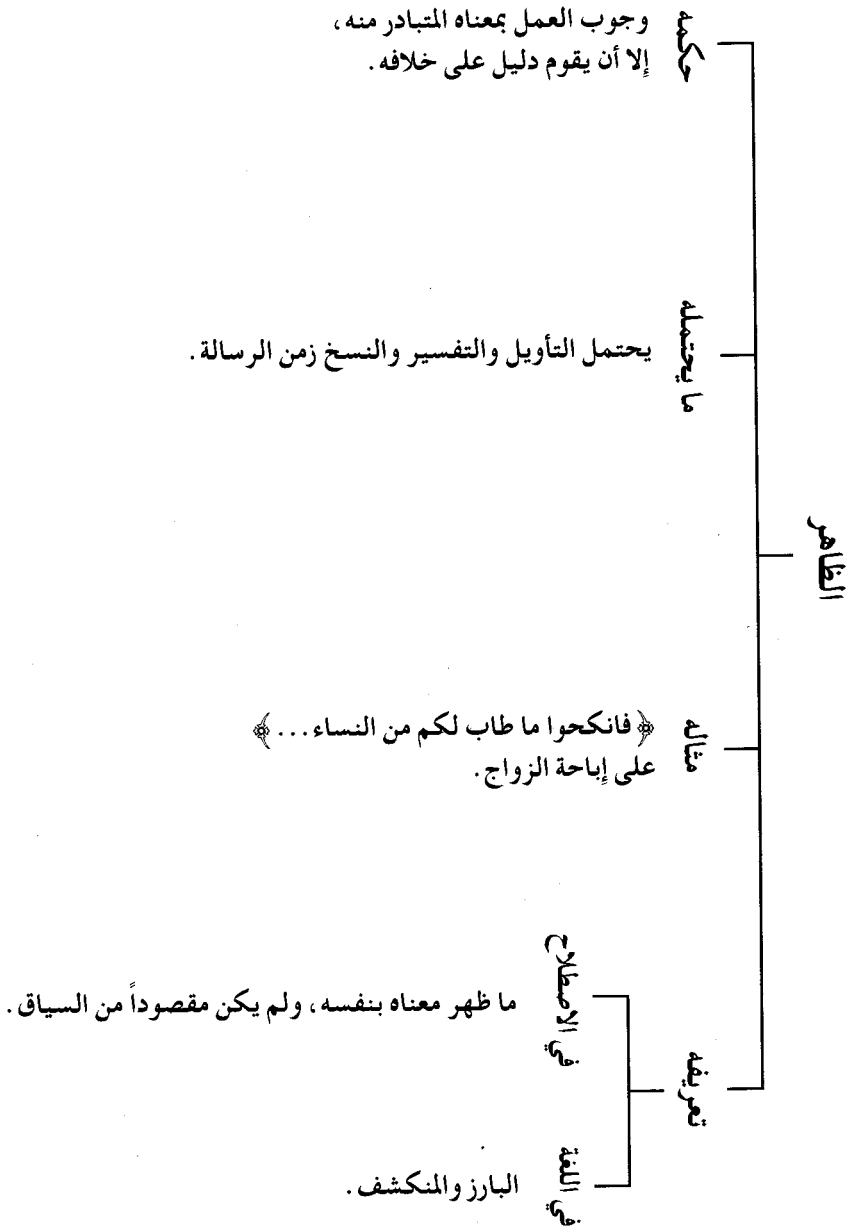 الظاهر
حكمه
وجوب العمل بمعناه المتبادر منه،
إلا أن يقوم دليل على خلافه.
ما يحتمله
يحتمل التأويل والتفسير والنسخ زمن الرسالة.
مثاله
﴿فانكحوا ما طاب لكم من النساء...﴾
على إباحة الزواج.
تعريفه
في الاصطلاح
ما ظهر معناه بنفسه، ولم يكن مقصوداً من السياق.
في اللغة
البارز والمنكشف.